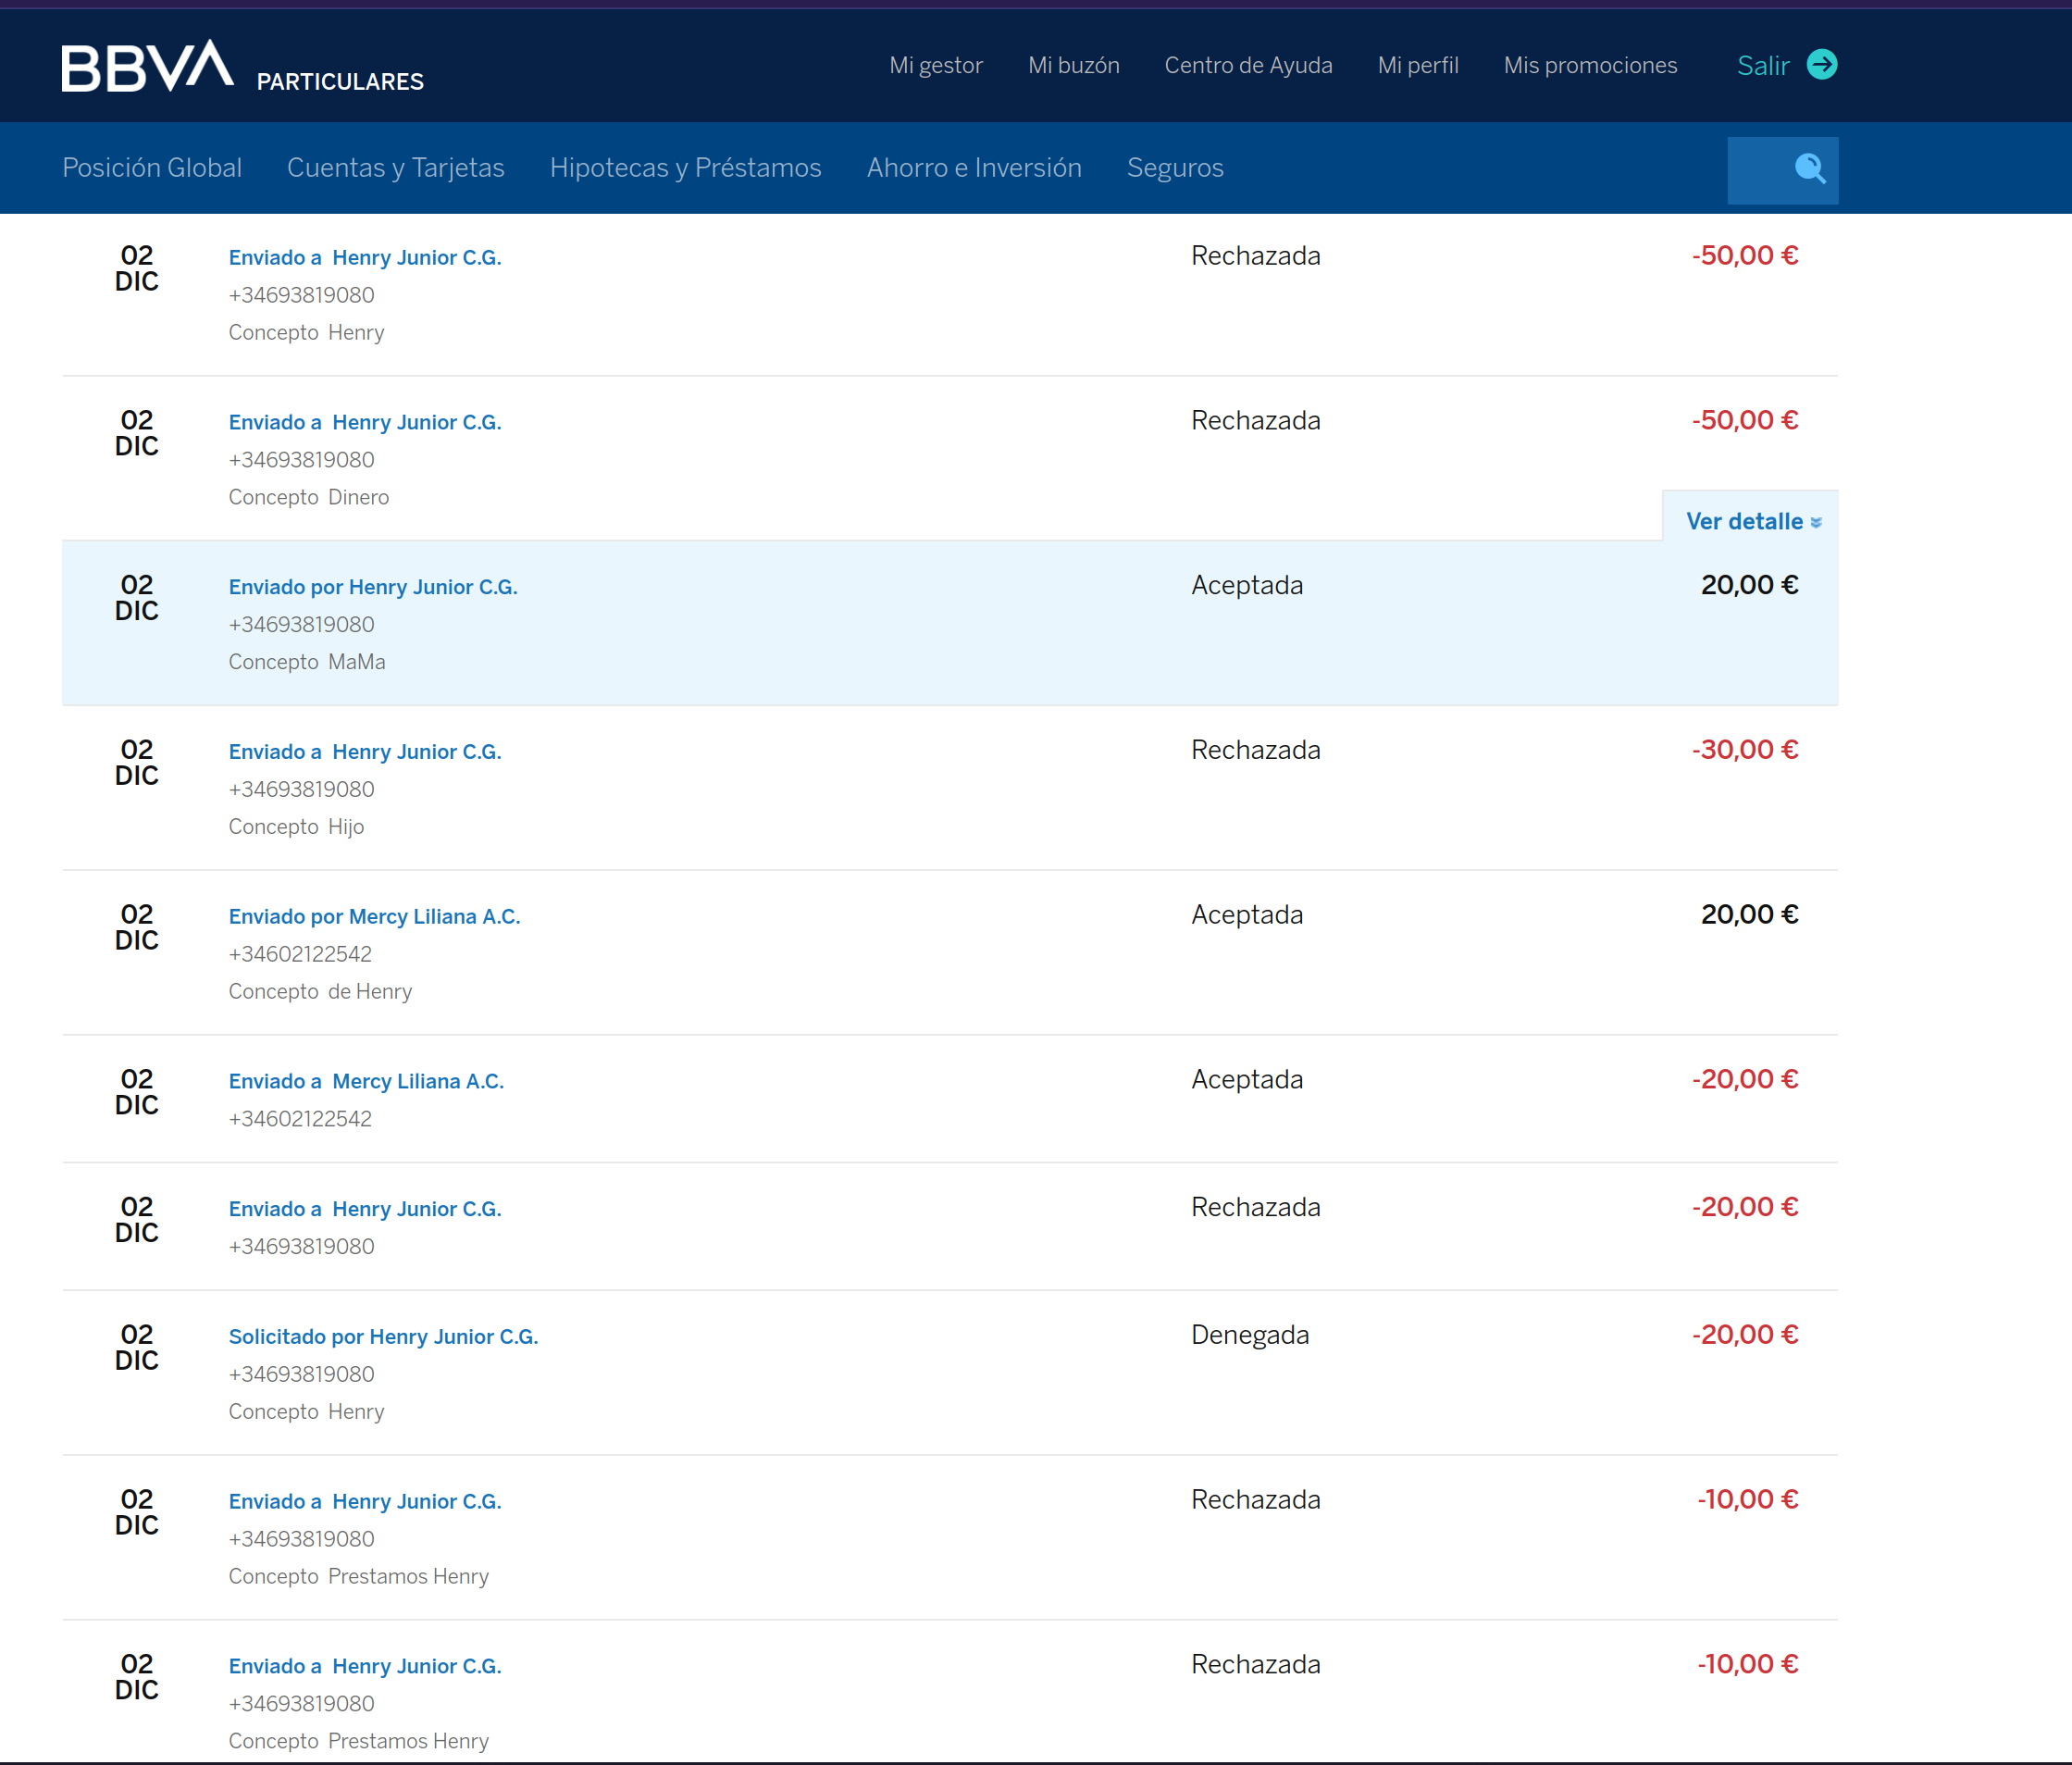 BBVA PARTICULARES
Mi gestor Mi buzón Centro de Ayuda Mi perfil Mis promociones Salir
Posición Global Cuentas y Tarjetas Hipotecas y Préstamos Ahorro e Inversión Seguros
02 DIC Enviado a Henry Junior C.G. Rechazada -50,00 €
+34693819080
Concepto Henry
02 DIC Enviado a Henry Junior C.G. Rechazada -50,00 €
+34693819080
Concepto Dinero
Ver detalle
02 DIC Enviado por Henry Junior C.G. Aceptada 20,00 €
+34693819080
Concepto MaMa
02 DIC Enviado a Henry Junior C.G. Rechazada -30,00 €
+34693819080
Concepto Hijo
02 DIC Enviado por Mercy Liliana A.C. Aceptada 20,00 €
+34602122542
Concepto de Henry
02 DIC Enviado a Mercy Liliana A.C. Aceptada -20,00 €
+34602122542
02 DIC Enviado a Henry Junior C.G. Rechazada -20,00 €
+34693819080
02 DIC Solicitado por Henry Junior C.G. Denegada -20,00 €
+34693819080
Concepto Henry
02 DIC Enviado a Henry Junior C.G. Rechazada -10,00 €
+34693819080
Concepto Prestamos Henry
02 DIC Enviado a Henry Junior C.G. Rechazada -10,00 €
+34693819080
Concepto Prestamos Henry